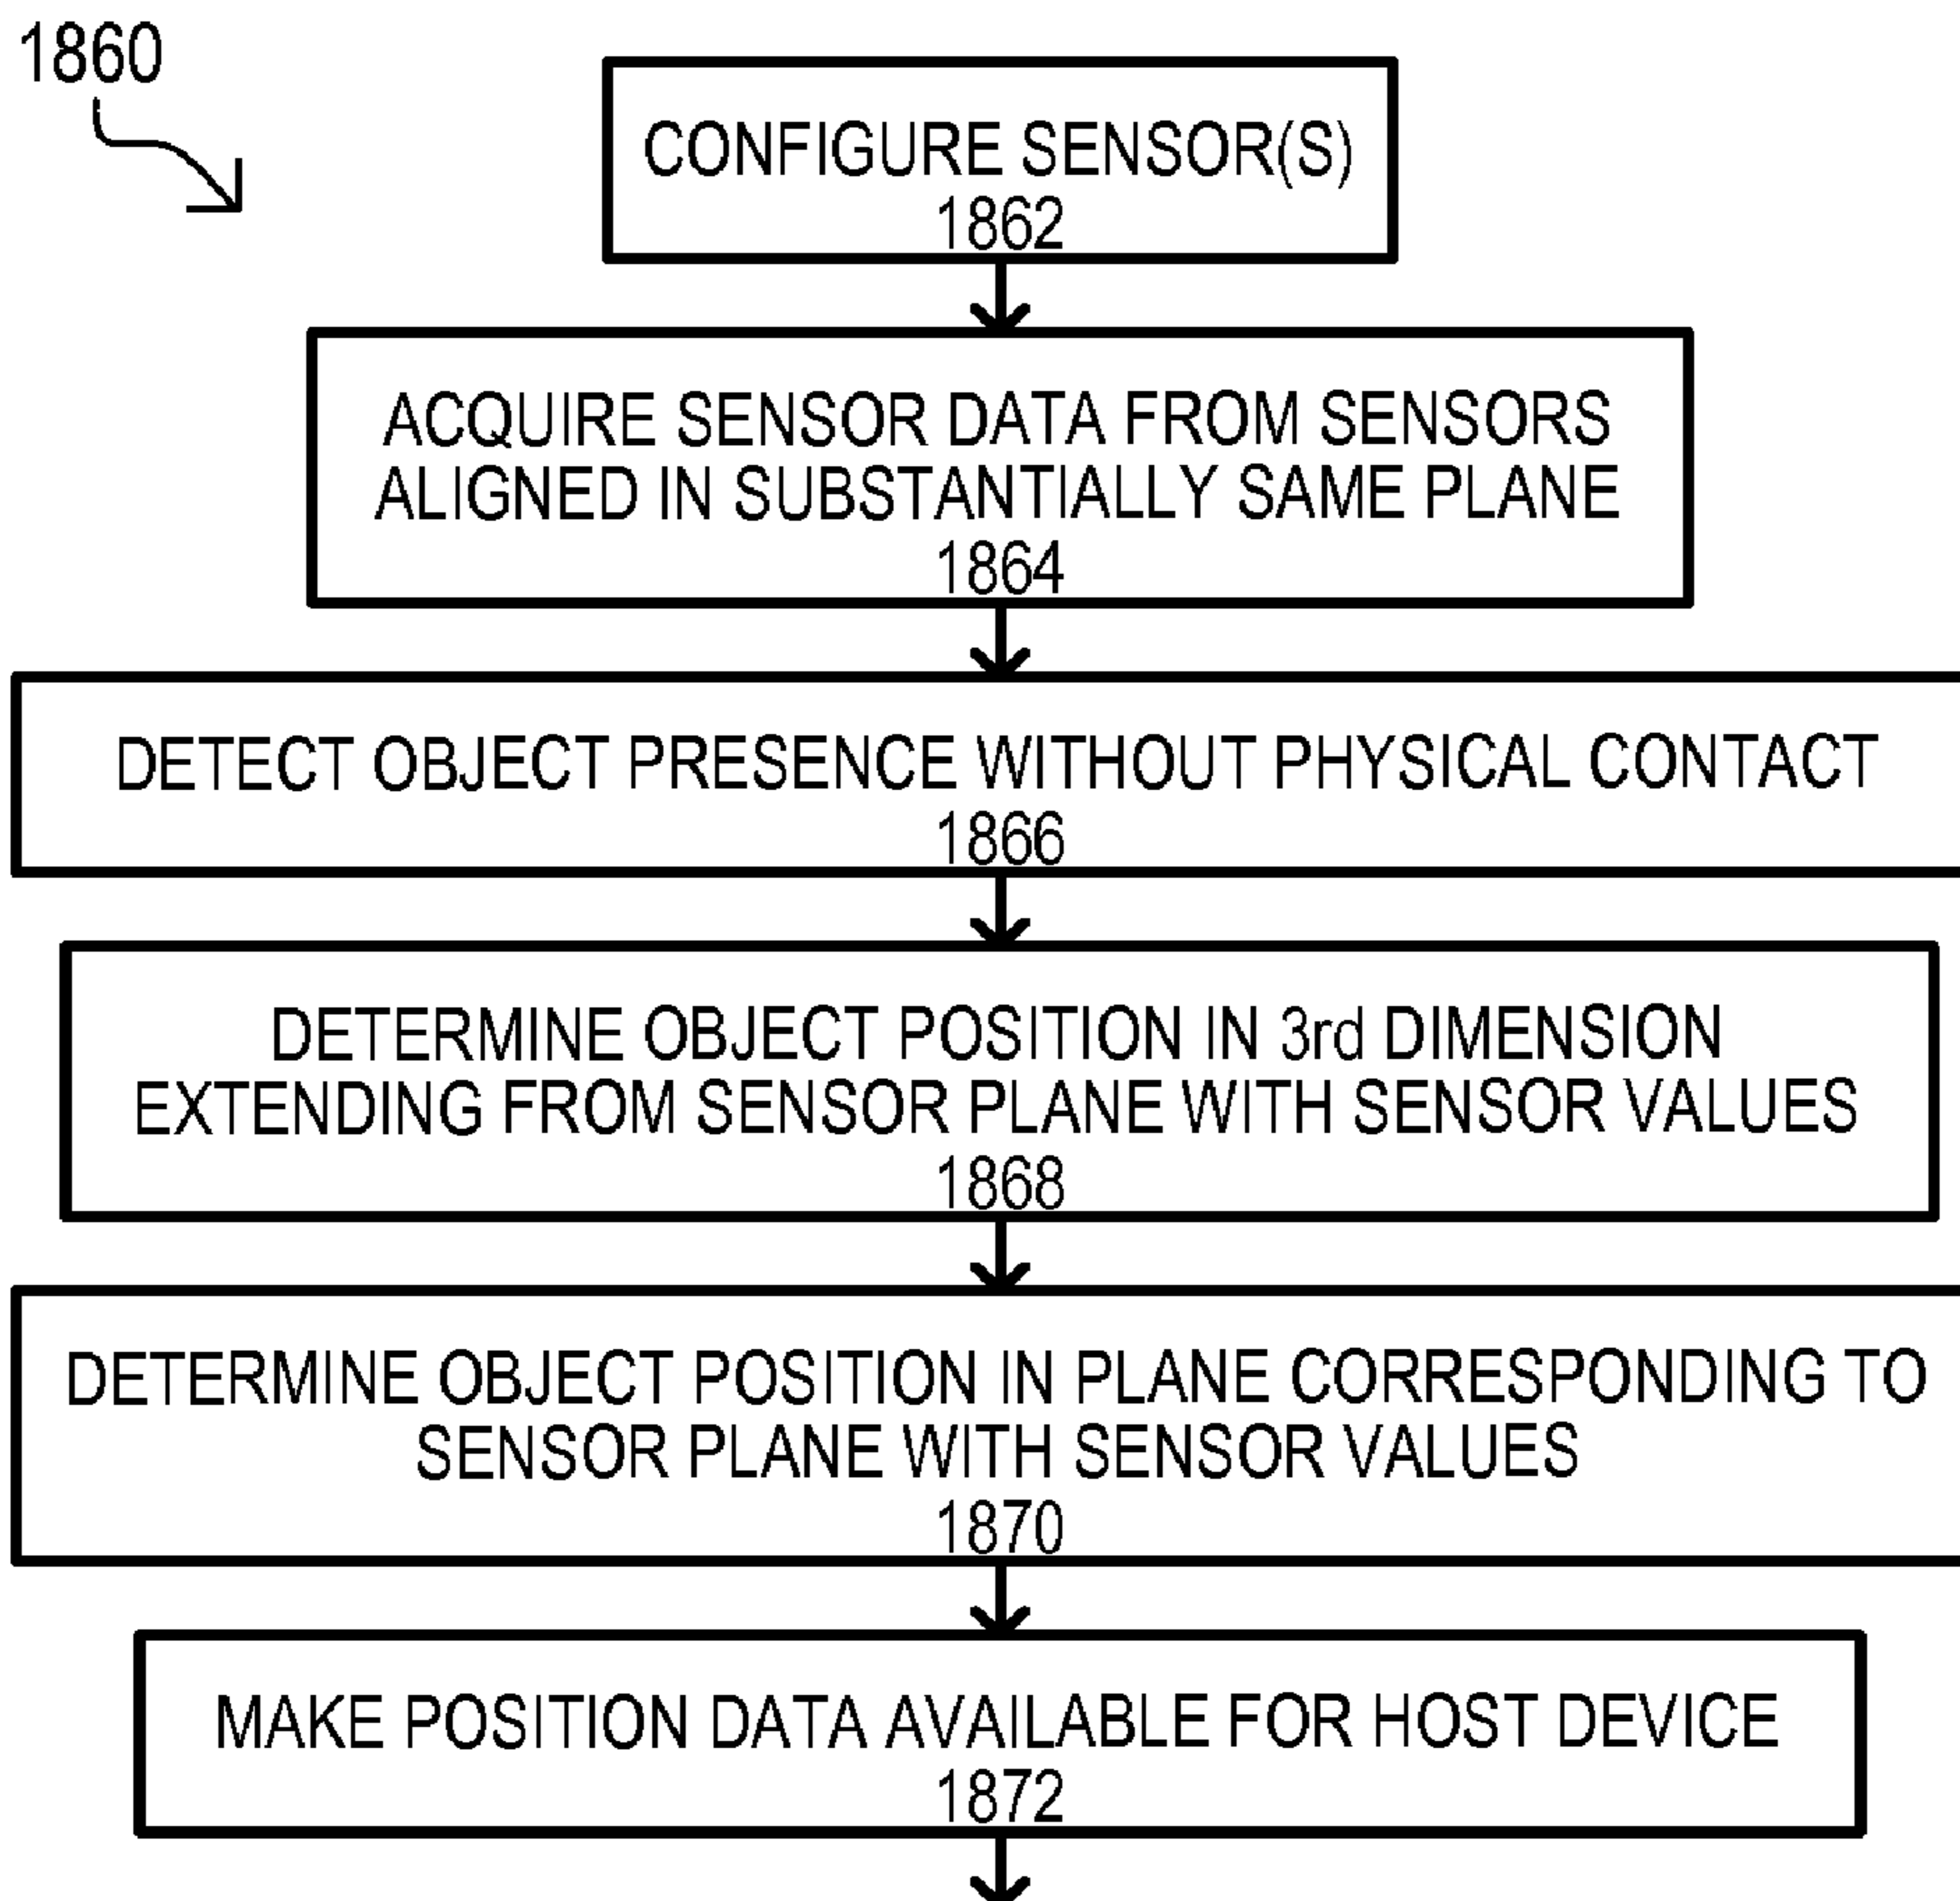 1860
CONFIGURE SENSOR(S)
1862
ACQUIRE SENSOR DATA FROM SENSORS
ALIGNED IN SUBSTANTIALLY SAME PLANE
1864
DETECT OBJECT PRESENCE WITHOUT PHYSICAL CONTACT
1866
DETERMINE OBJECT POSITION IN 3rd DIMENSION
EXTENDING FROM SENSOR PLANE WITH SENSOR VALUES
1868
DETERMINE OBJECT POSITION IN PLANE CORRESPONDING TO
SENSOR PLANE WITH SENSOR VALUES
1870
MAKE POSITION DATA AVAILABLE FOR HOST DEVICE
1872